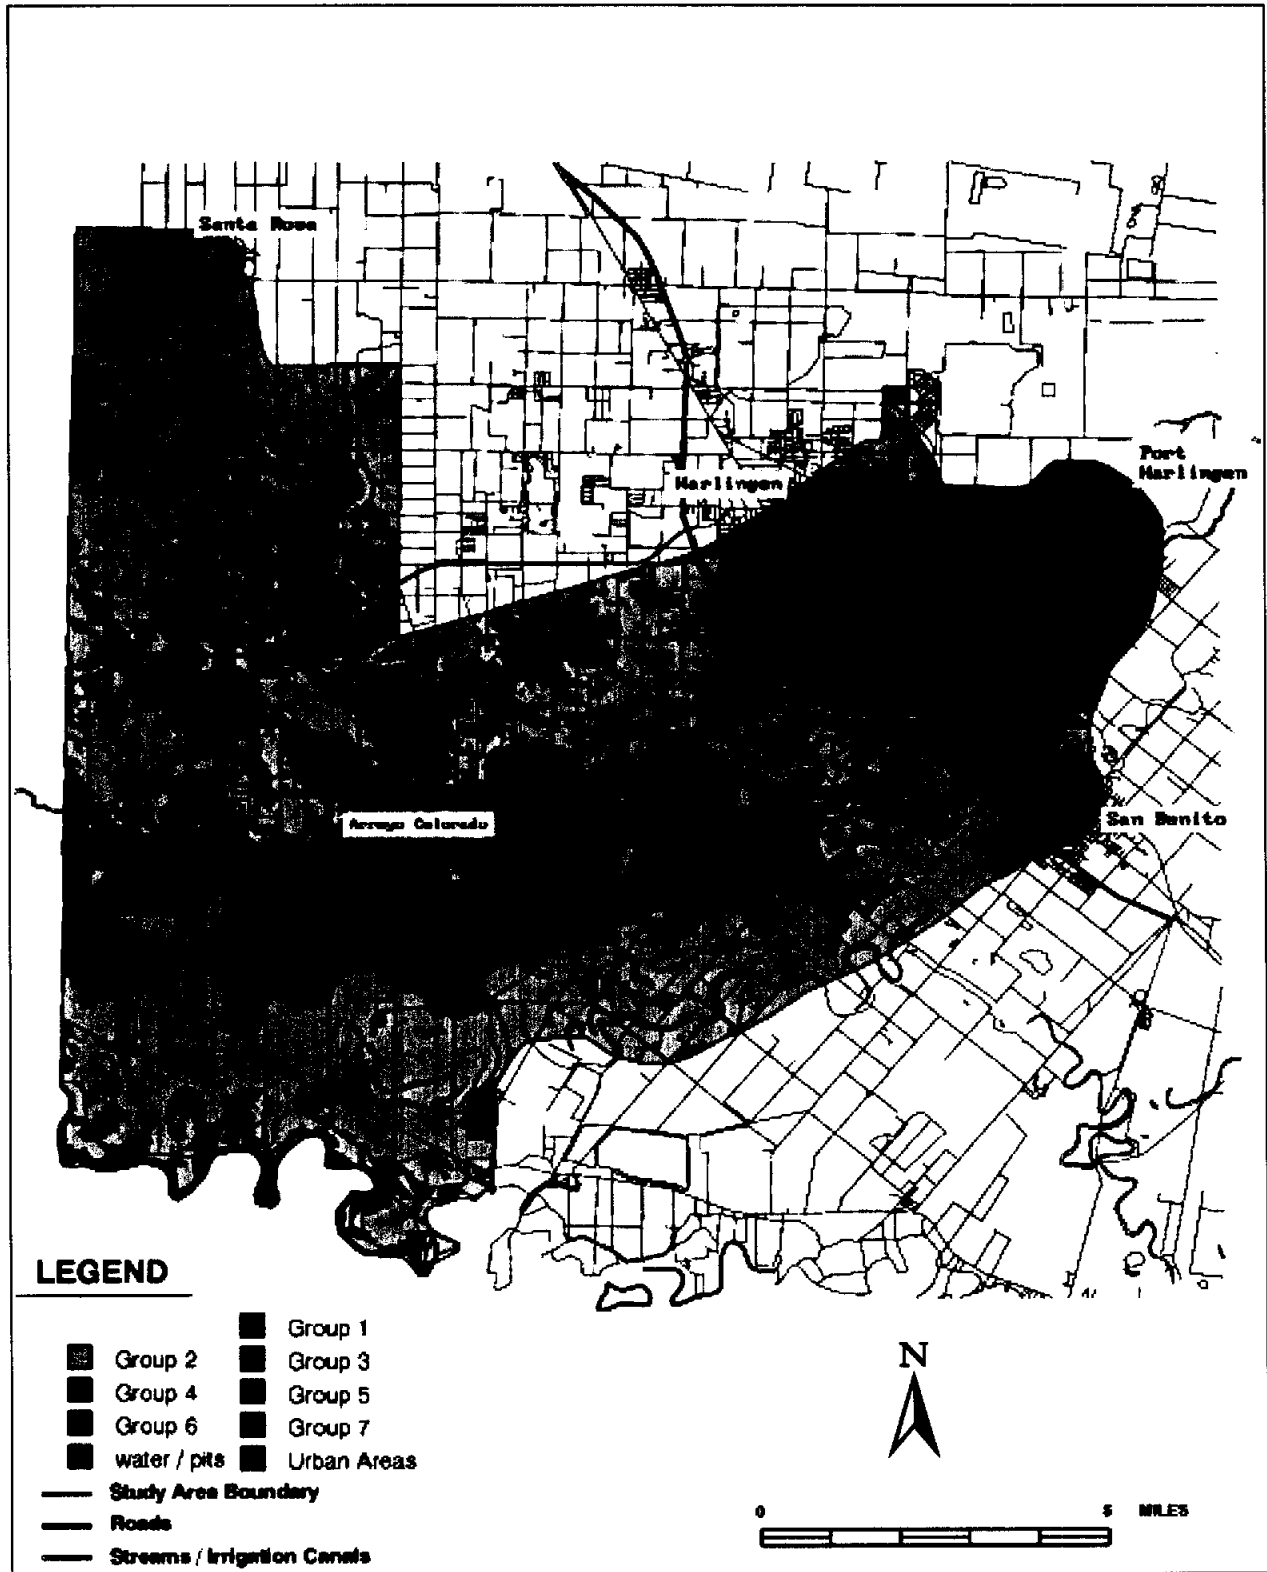 Santa Rosa
Port
Harlingen
Harlingen
Arroyo Colorado
San Benito
LEGEND
Group 1
Group 2
Group 3
Group 4
Group 5
Group 6
Group 7
water / pits
Urban Areas
Study Area Boundary
Roads
Streams / Irrigation Canals
N
0 5 MILES